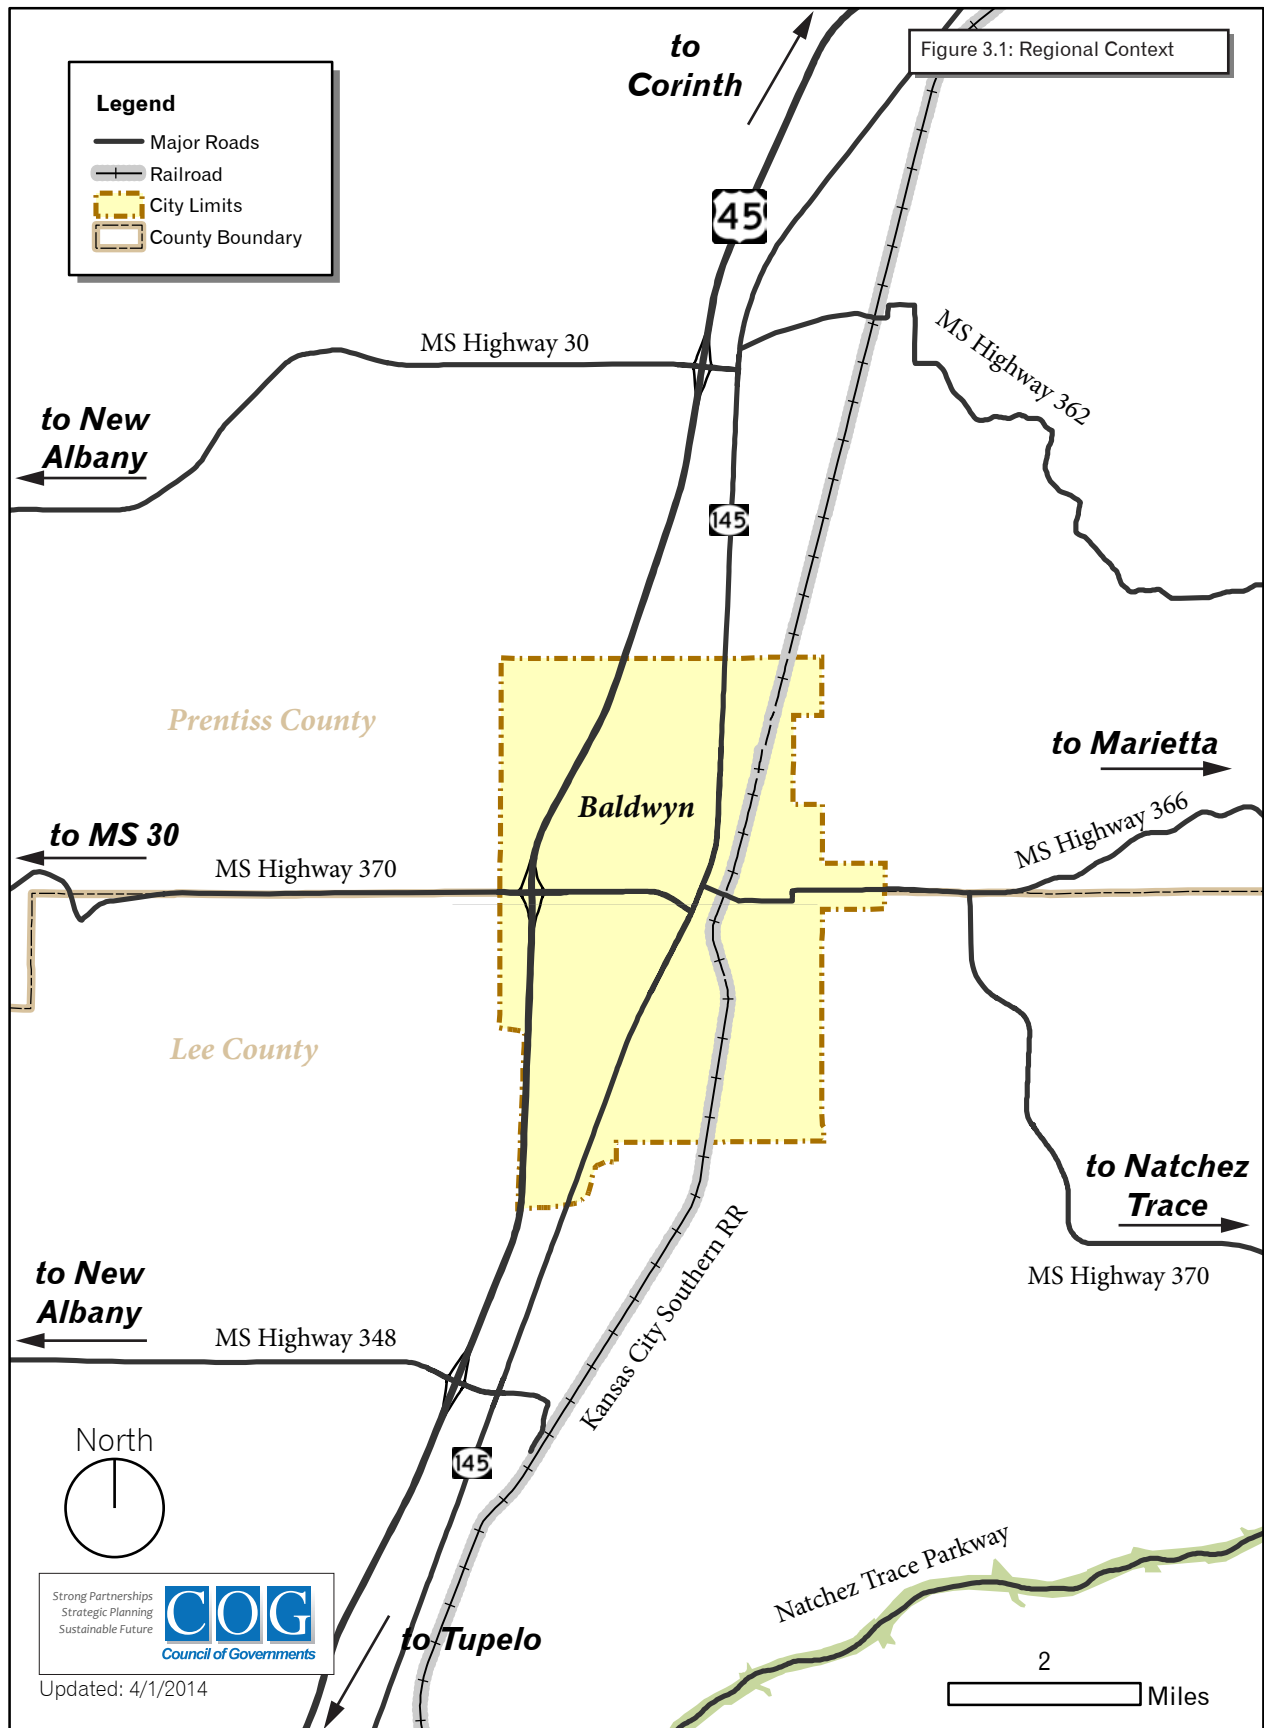 to
Corinth
Figure 3.1: Regional Context
Legend
Major Roads
Railroad
City Limits
County Boundary
45
MS Highway 30
MS Highway 362
to New
Albany
145
Prentiss County
to Marietta
Baldwyn
MS Highway 366
to MS 30
MS Highway 370
Lee County
to Natchez
Trace
MS Highway 370
Kansas City Southern RR
to New
Albany
MS Highway 348
North
145
Natchez Trace Parkway
Strong Partnerships
Strategic Planning
Sustainable Future
COG
Council of Governments
to Tupelo
2
Miles
Updated: 4/1/2014